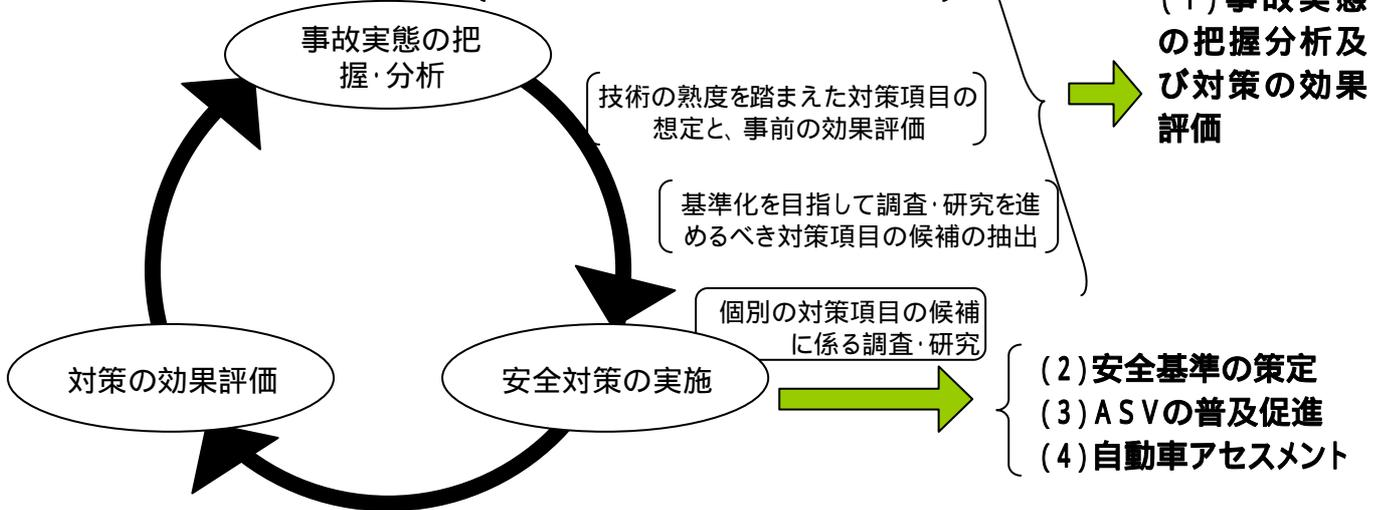 事故実態の把
握･分析
(1)事故実態
の把握分析及
び対策の効果
評価
技術の熟度を踏まえた対策項目の
想定と、事前の効果評価
基準化を目指して調査･研究を進
めるべき対策項目の候補の抽出
個別の対策項目の候補
に係る調査･研究
対策の効果評価
安全対策の実施
(2)安全基準の策定
(3)ASVの普及促進
(4)自動車アセスメント